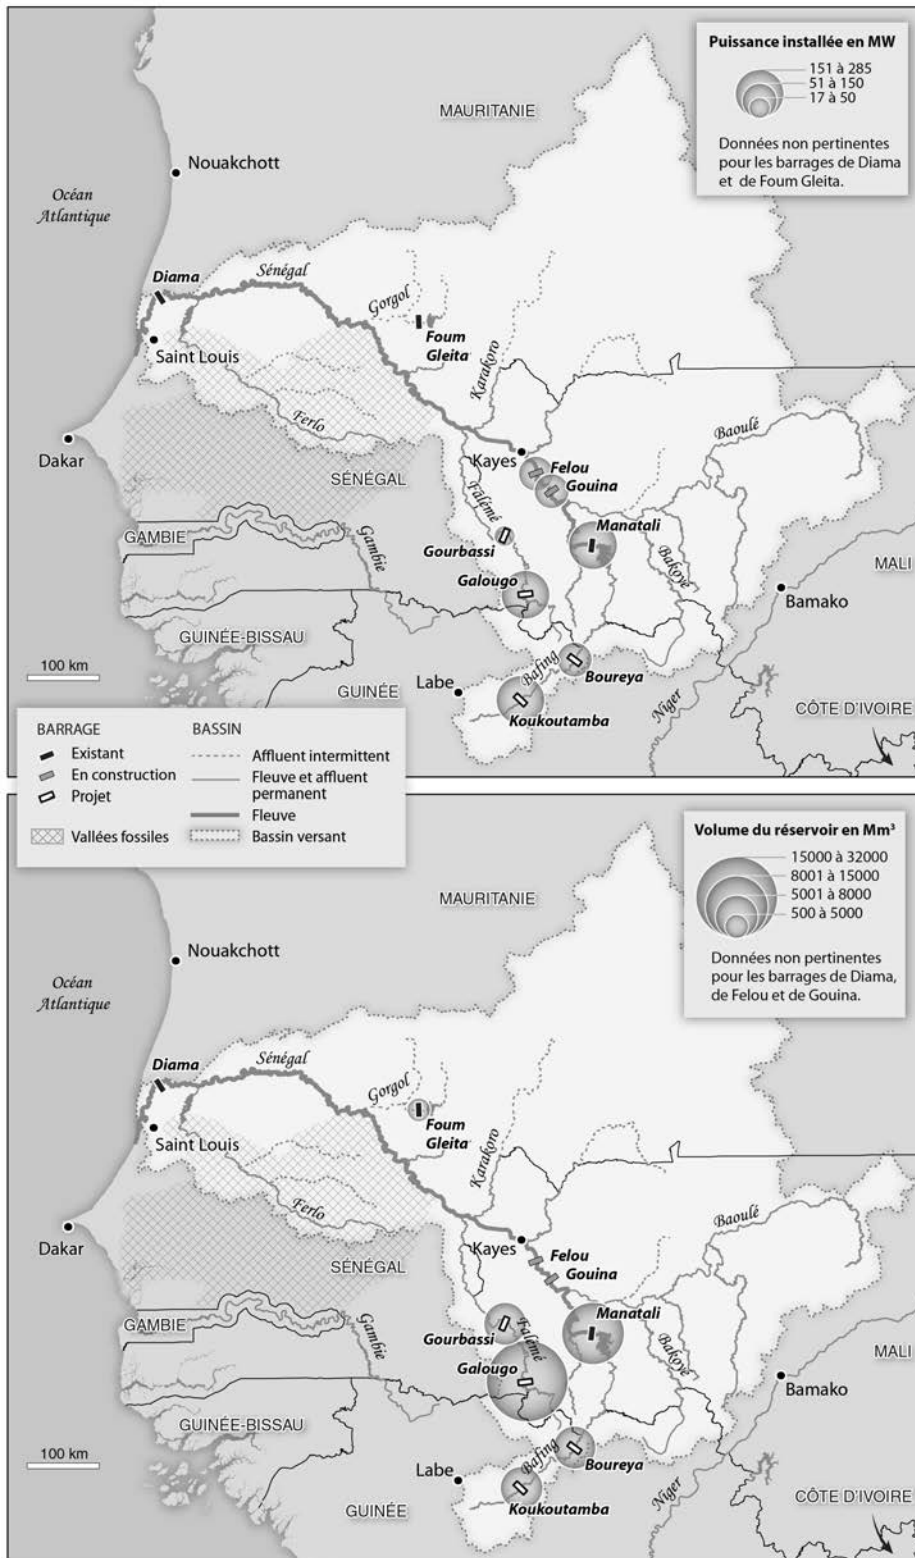 Puissance installée en MW
151 à 285
51 à 150
17 à 50
Données non pertinentes
pour les barrages de Diama
et de Foum Gleita.
MAURITANIE
Nouakchott
Océan
Atlantique
Diama
Sénégal
Gorgol
Foum
Gleita
Saint Louis
Karakoro
Ferlo
Baoulé
Dakar
Kayes
Felou
Gouina
SÉNÉGAL
Falémé
Manatali
GAMBIE
Gambie
Gourbassi
Bakoyé
MALI
Galougo
Bamako
GUINÉE-BISSAU
100 km
Labe
Bafing
Boureya
GUINÉE
Koukoutamba
Niger
CÔTE D'IVOIRE
BARRAGE
Existant
En construction
Projet
Vallées fossiles
BASSIN
Affluent intermittent
Fleuve et affluent
permanent
Fleuve
Bassin versant
Volume du réservoir en Mm³
15000 à 32000
8001 à 15000
5001 à 8000
500 à 5000
Données non pertinentes
pour les barrages de Diama,
de Felou et de Gouina.
MAURITANIE
Nouakchott
Océan
Atlantique
Diama
Sénégal
Gorgol
Foum
Gleita
Saint Louis
Karakoro
Ferlo
Baoulé
Dakar
Kayes
Felou
Gouina
SÉNÉGAL
Manatali
GAMBIE
Gambie
Gourbassi
Falémé
Bakoyé
MALI
Galougo
Bamako
GUINÉE-BISSAU
100 km
Labe
Bafing
Boureya
GUINÉE
Koukoutamba
Niger
CÔTE D'IVOIRE